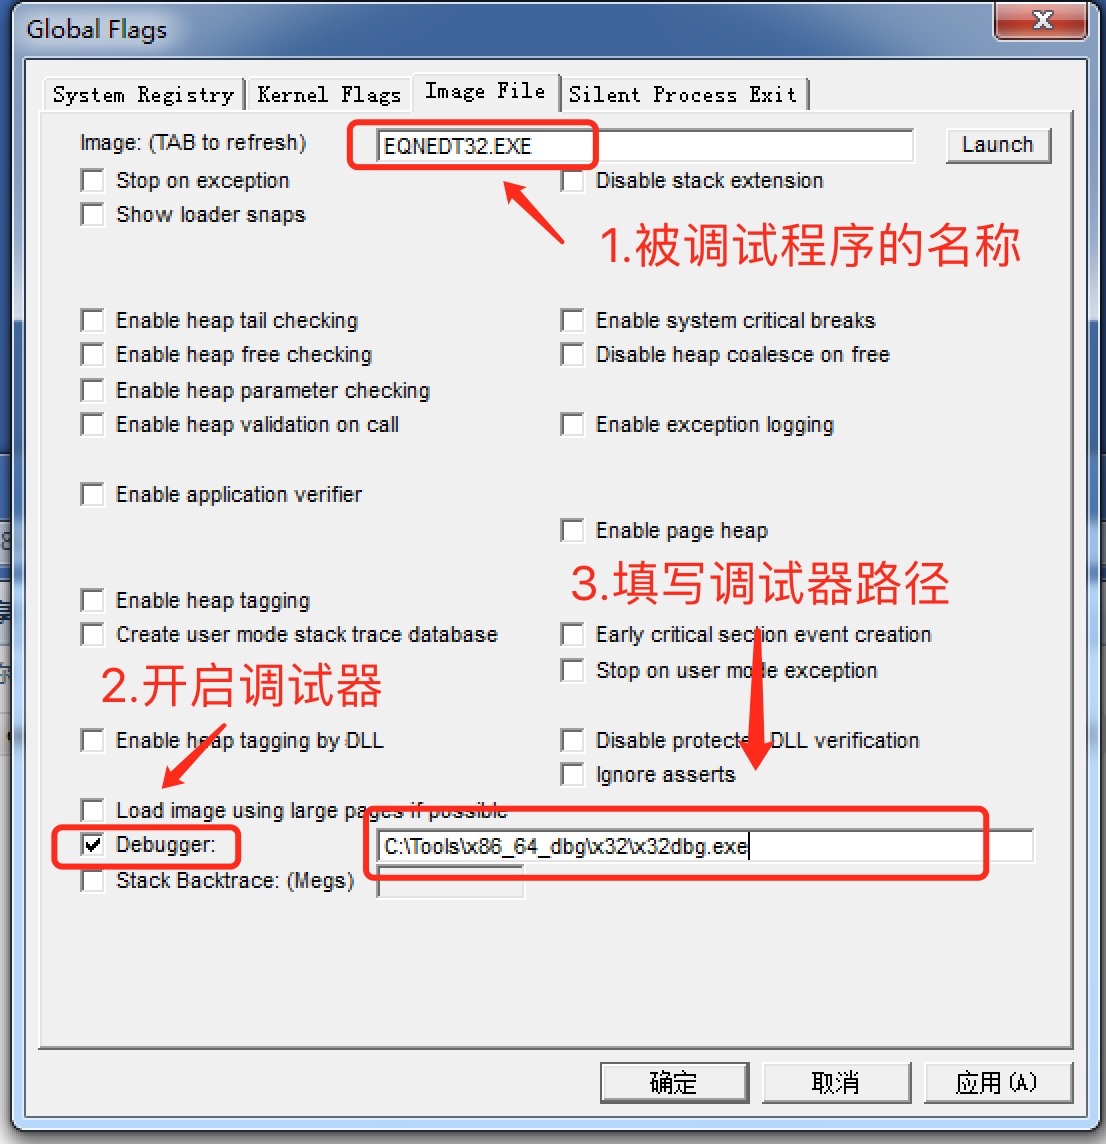 Global Flags
System Registry
Kernel Flags
Image File
Silent Process Exit
Image: (TAB to refresh)
EQNEDT32.EXE
Launch
Stop on exception
Disable stack extension
Show loader snaps
1.被调试程序的名称
Enable heap tail checking
Enable system critical breaks
Enable heap free checking
Disable heap coalesce on free
Enable heap parameter checking
Enable heap validation on call
Enable exception logging
Enable application verifier
Enable page heap
3.填写调试器路径
Enable heap tagging
Create user mode stack trace database
Early critical section event creation
Stop on user mode exception
2.开启调试器
Enable heap tagging by DLL
Disable protected DLL verification
Ignore asserts
Load image using large pages if possible
Debugger:
C:\Tools\x86_64_dbg\x32\x32dbg.exe
Stack Backtrace: (Megs)
确定
取消
应用(A)